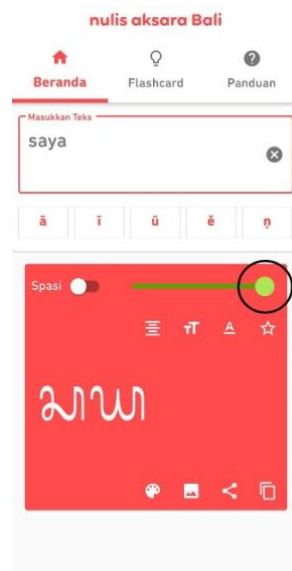 nulis aksara Bali
Beranda Flashcard Panduan
Masukkan Teks
saya
ā ī ū ĕ ṇ
Spasi
ᬲᬬ